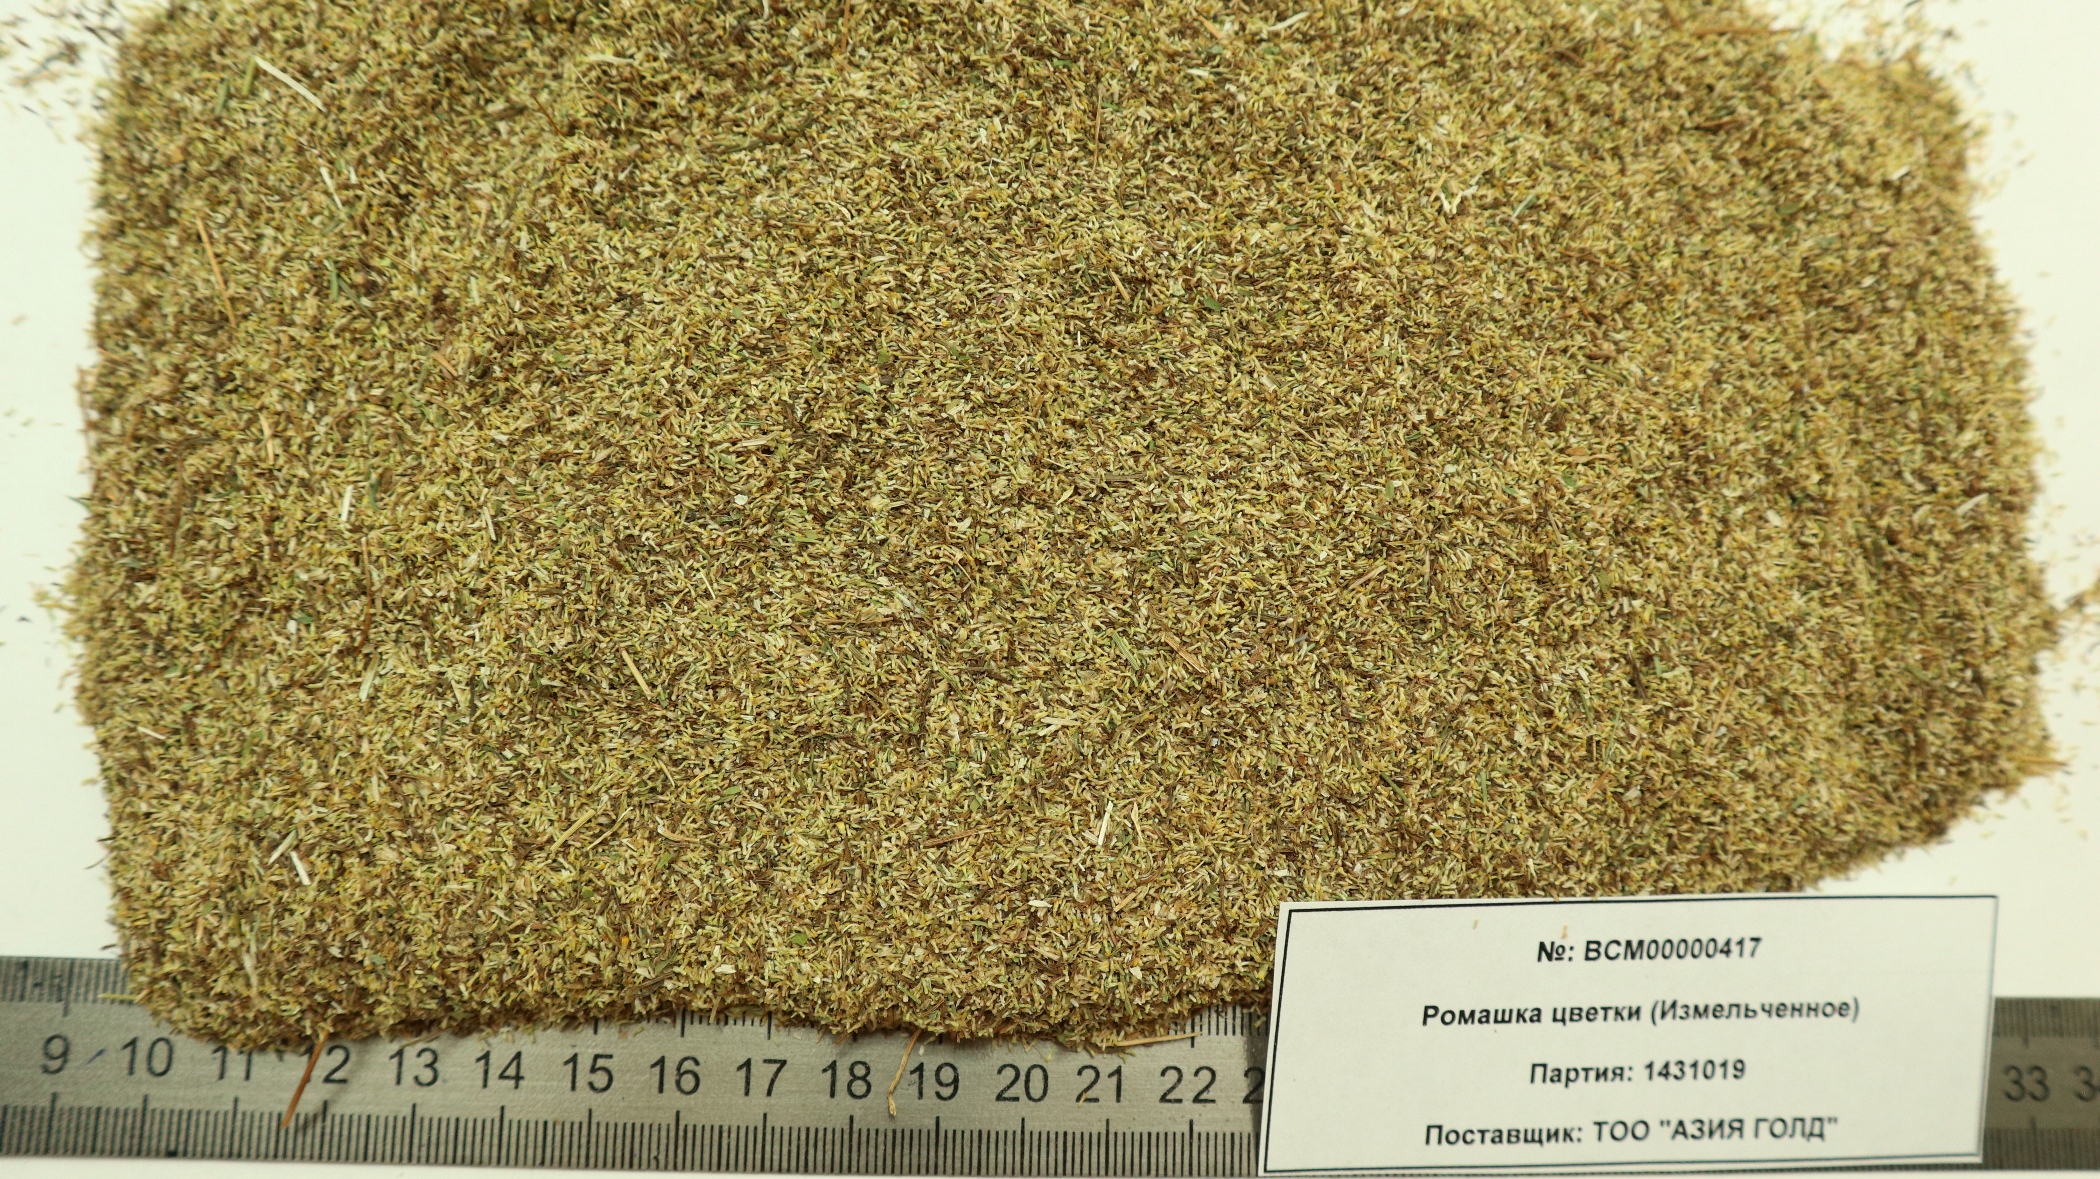 №: BCM00000417
Ромашка цветки (Измельченное)
Партия: 1431019
Поставщик: ТОО "АЗИЯ ГОЛД"
9 10 11 12 13 14 15 16 17 18 19 20 21 22 33